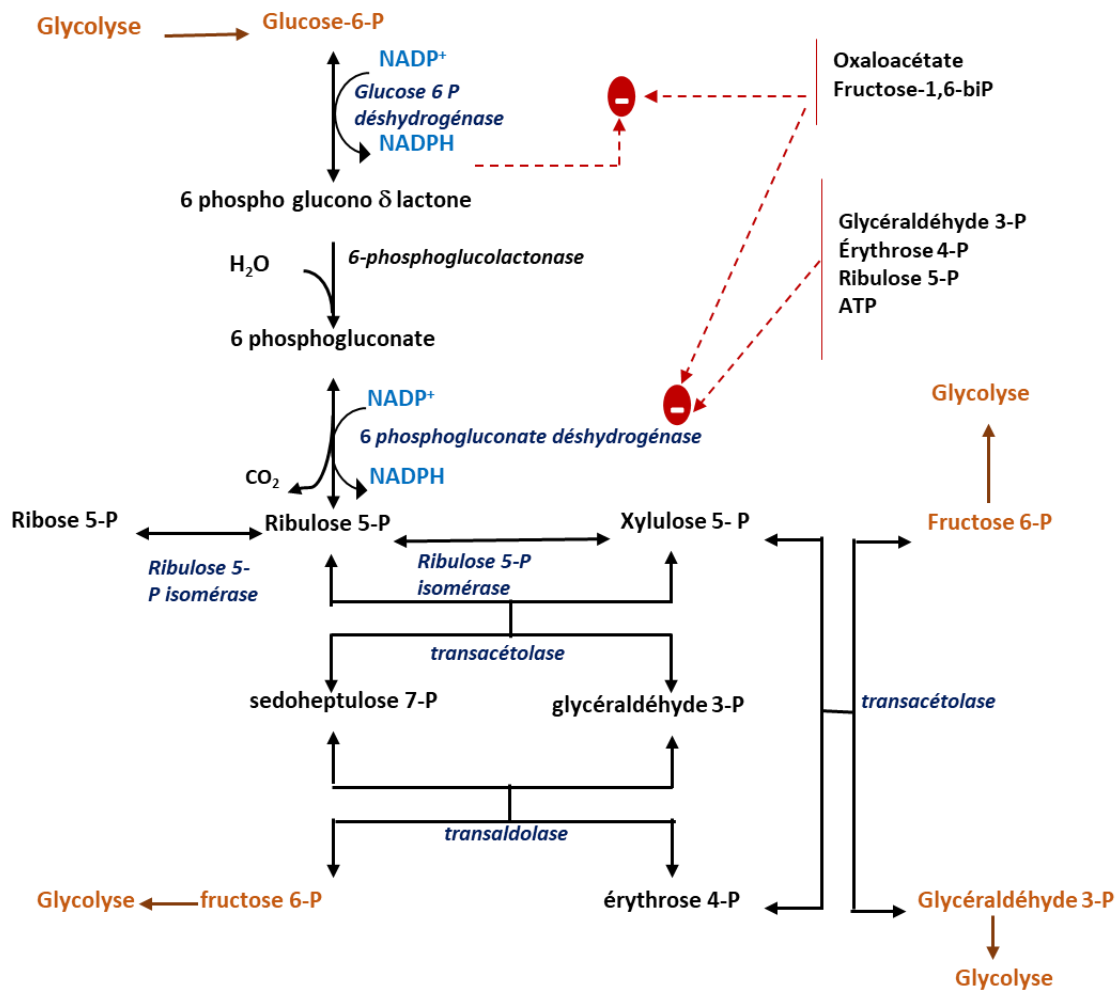 Glycolyse
Glucose-6-P
NADP⁺
Glucose 6 P
déshydrogénase
NADPH
Oxaloacétate
Fructose-1,6-biP
6 phospho glucono δ lactone
Glycéraldéhyde 3-P
Érythrose 4-P
Ribulose 5-P
ATP
H₂O
6-phosphoglucolactonase
6 phosphogluconate
NADP⁺
6 phosphogluconate déshydrogénase
CO₂
NADPH
Glycolyse
Ribose 5-P
Ribulose 5-P
Xylulose 5- P
Fructose 6-P
Ribulose 5-
P isomérase
Ribulose 5-P
isomérase
transacétolase
sedoheptulose 7-P
glycéraldéhyde 3-P
transacétolase
transaldolase
Glycolyse
fructose 6-P
érythrose 4-P
Glycéraldéhyde 3-P
Glycolyse